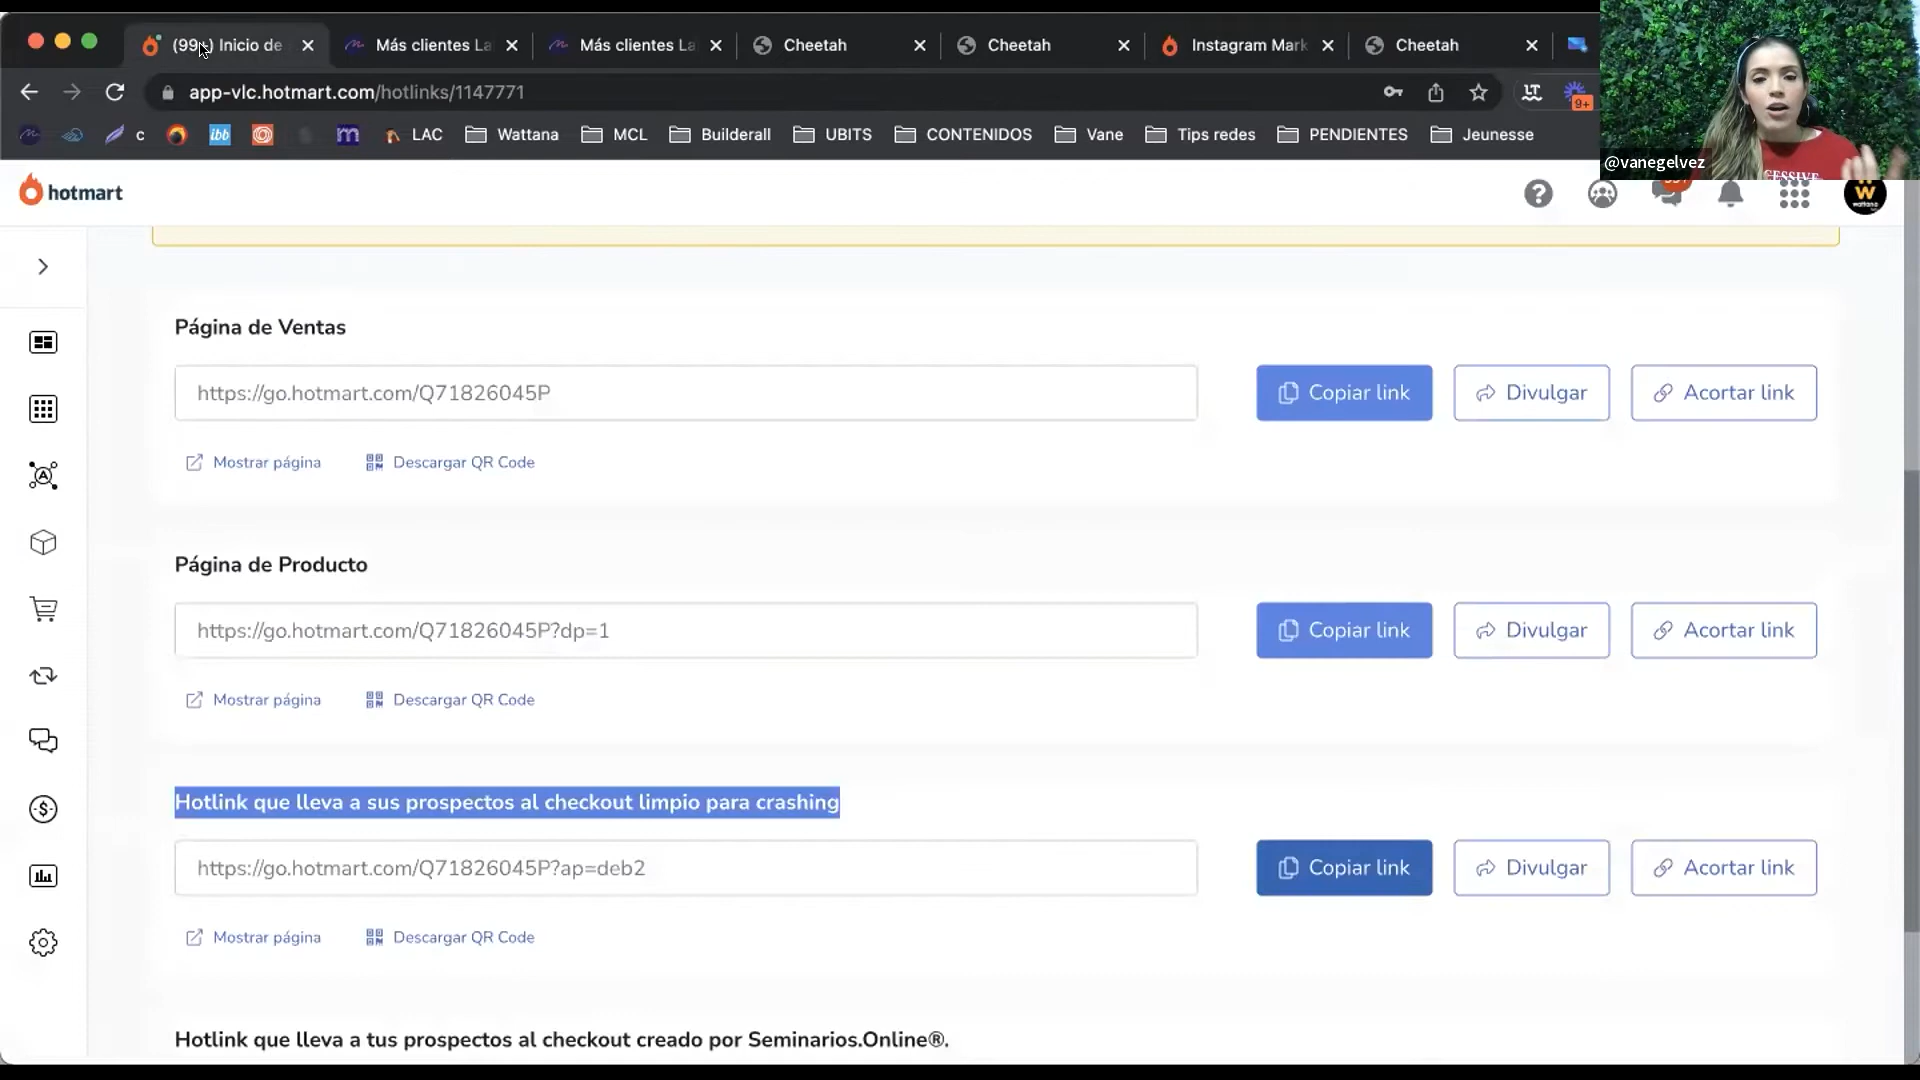 (99+) Inicio de
Más clientes La
Más clientes La
Cheetah
Cheetah
Instagram Mark
Cheetah
app-vlc.hotmart.com/hotlinks/1147771
9+
c
ibb
m
LAC
Wattana
MCL
Builderall
UBITS
CONTENIDOS
Vane
Tips redes
PENDIENTES
Jeunesse
@vanegelvez
hotmart
Página de Ventas
https://go.hotmart.com/Q71826045P
Copiar link
Divulgar
Acortar link
Mostrar página
Descargar QR Code
Página de Producto
https://go.hotmart.com/Q71826045P?dp=1
Copiar link
Divulgar
Acortar link
Mostrar página
Descargar QR Code
Hotlink que lleva a sus prospectos al checkout limpio para crashing
https://go.hotmart.com/Q71826045P?ap=deb2
Copiar link
Divulgar
Acortar link
Mostrar página
Descargar QR Code
Hotlink que lleva a tus prospectos al checkout creado por Seminarios.Online®.